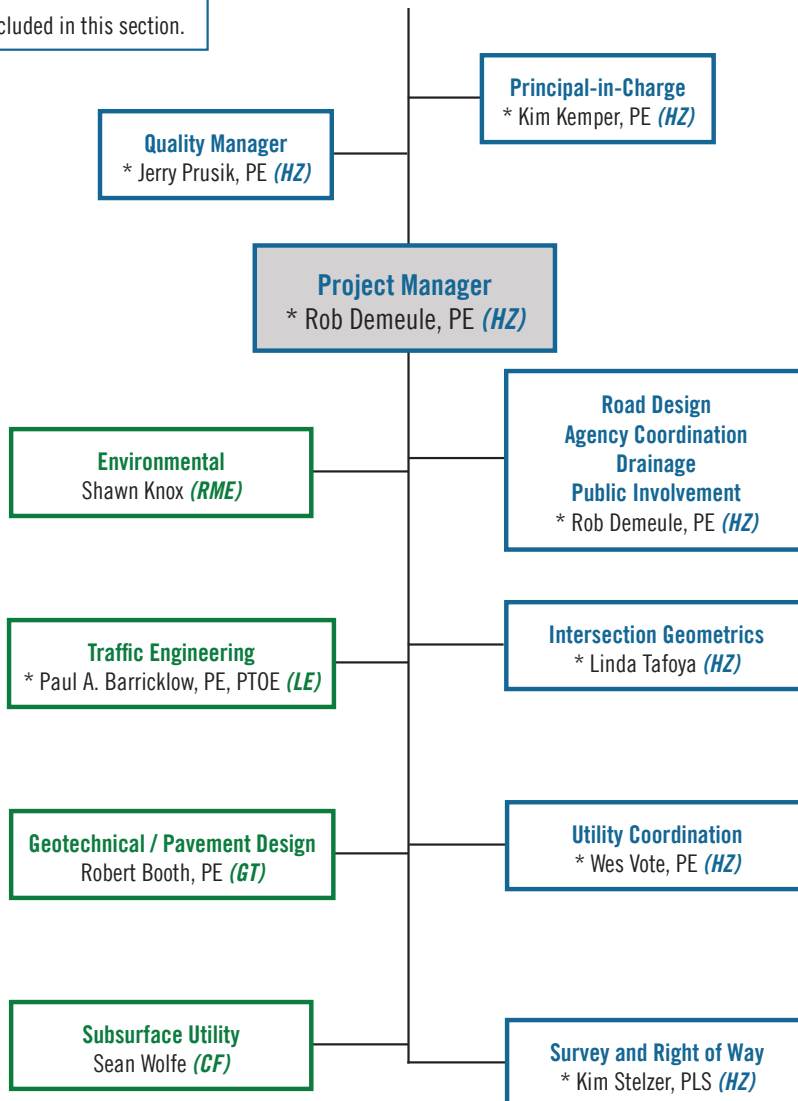 cluded in this section.
Principal-in-Charge
* Kim Kemper, PE (HZ)
Quality Manager
* Jerry Prusik, PE (HZ)
Project Manager
* Rob Demeule, PE (HZ)
Road Design
Agency Coordination
Drainage
Public Involvement
* Rob Demeule, PE (HZ)
Environmental
Shawn Knox (RME)
Intersection Geometrics
* Linda Tafoya (HZ)
Traffic Engineering
* Paul A. Barricklow, PE, PTOE (LE)
Utility Coordination
* Wes Vote, PE (HZ)
Geotechnical / Pavement Design
Robert Booth, PE (GT)
Subsurface Utility
Sean Wolfe (CF)
Survey and Right of Way
* Kim Stelzer, PLS (HZ)